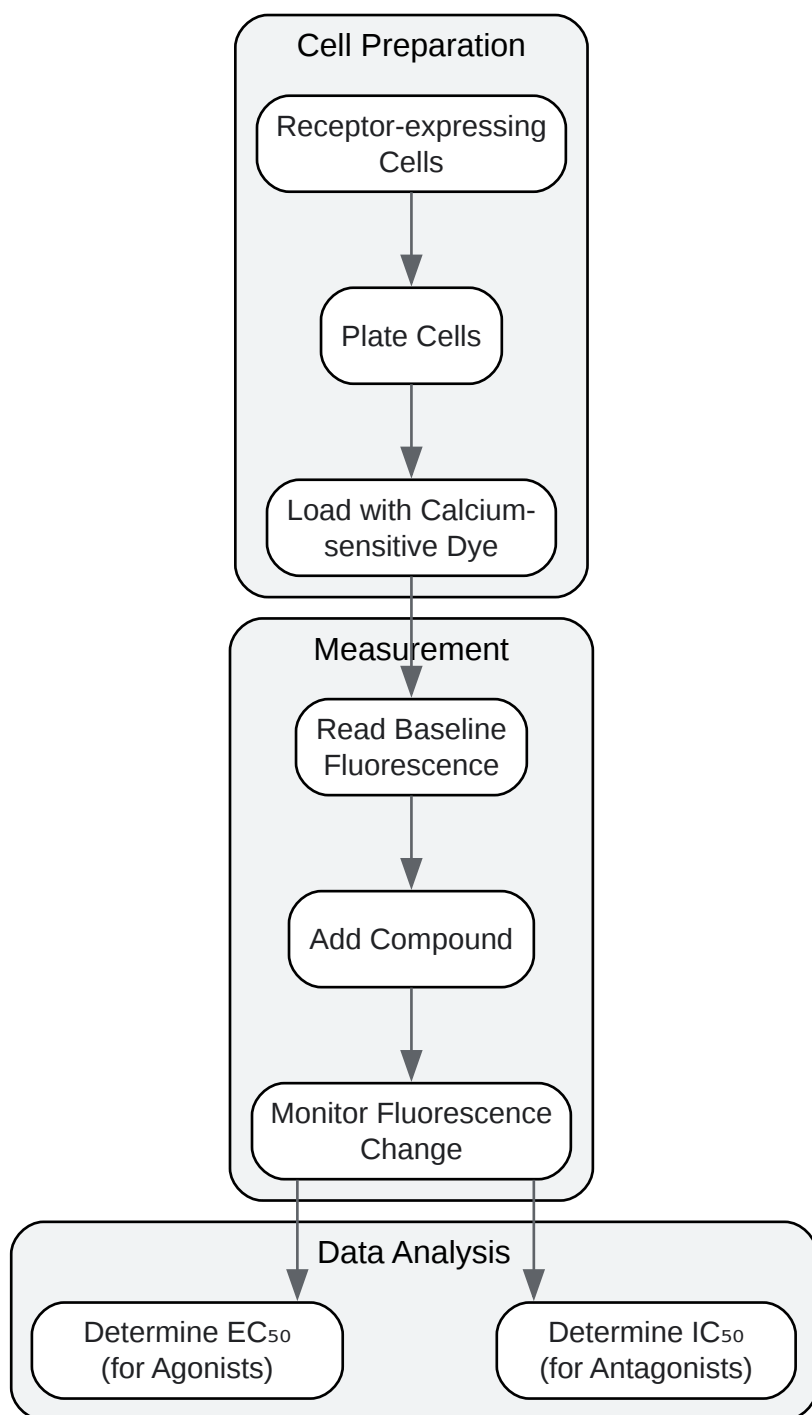 Cell Preparation
Receptor-expressing
Cells
Plate Cells
Load with Calcium-
sensitive Dye
Measurement
Read Baseline
Fluorescence
Add Compound
Monitor Fluorescence
Change
Data Analysis
Determine EC₅₀
(for Agonists)
Determine IC₅₀
(for Antagonists)